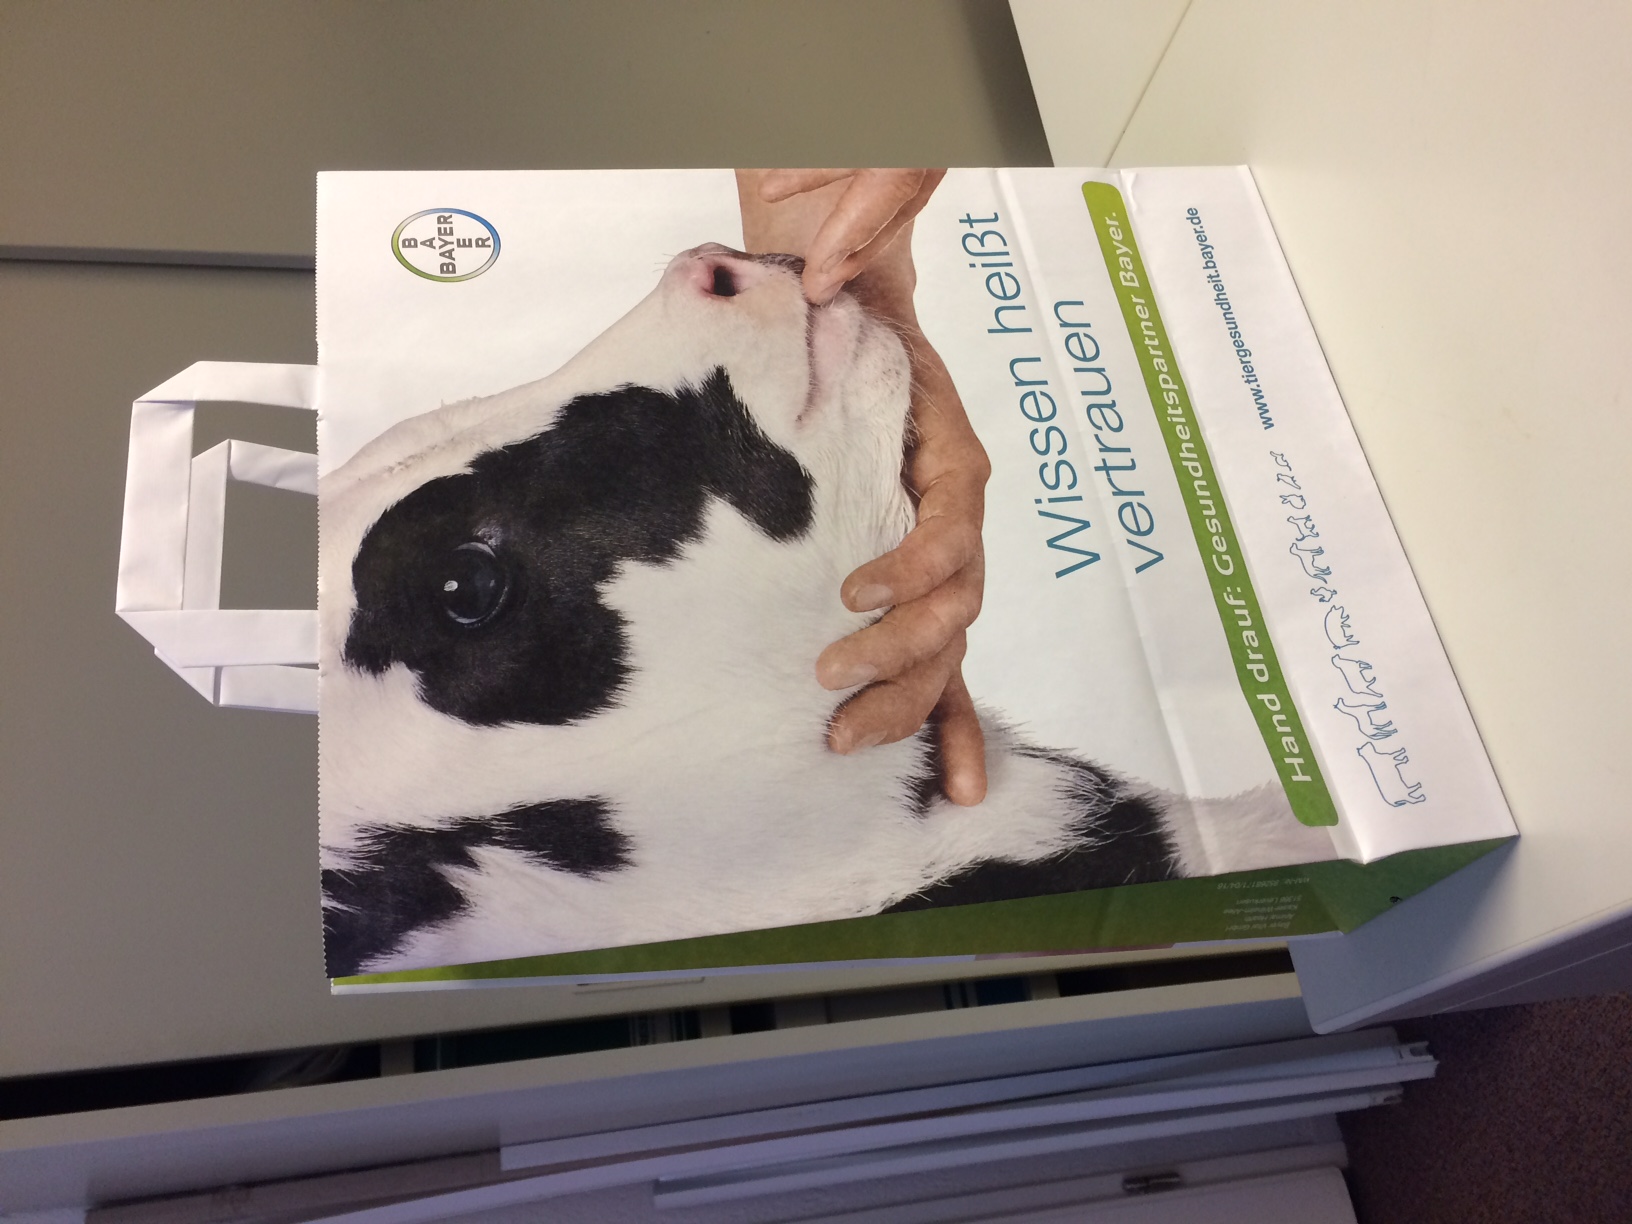 BAYER
BAYER
Wissen heißt
vertrauen
Hand drauf: Gesundheitspartner Bayer.
www.tiergesundheit.bayer.de